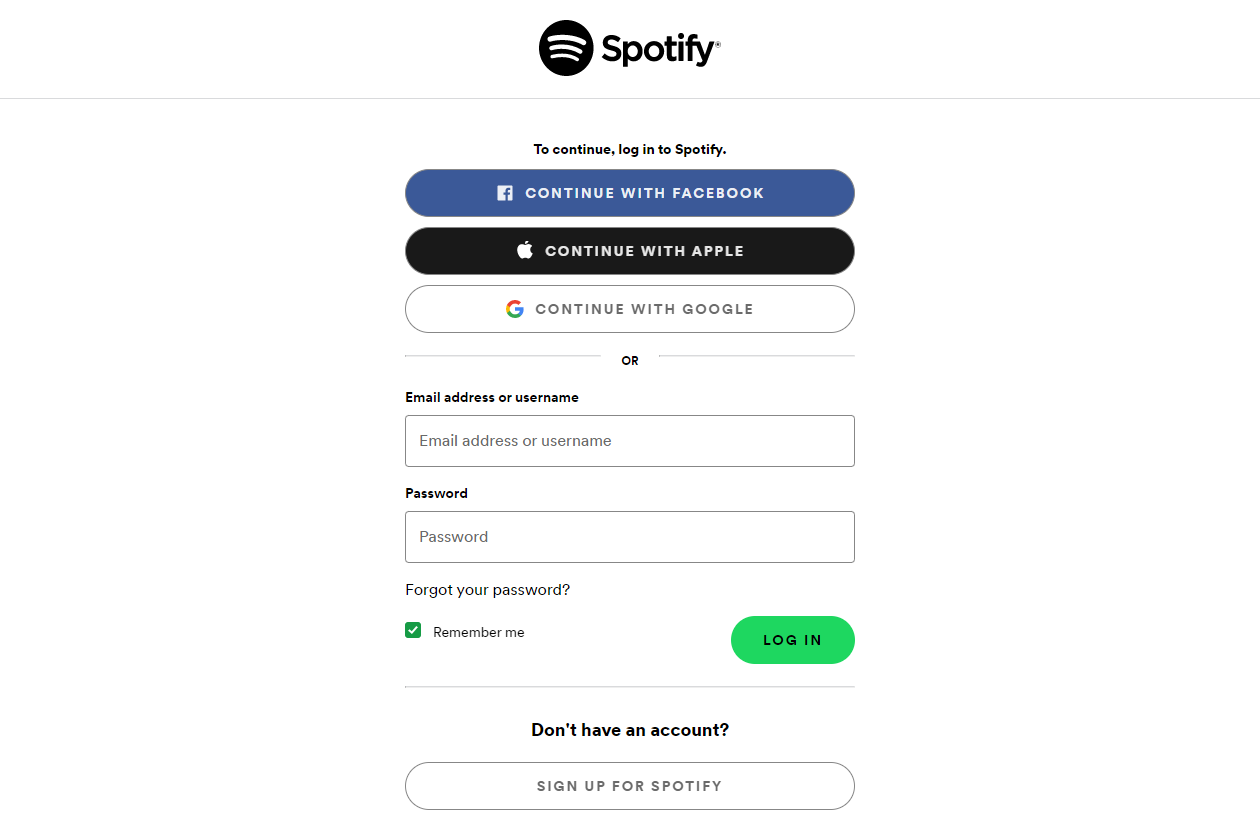 Spotify®
To continue, log in to Spotify.
CONTINUE WITH FACEBOOK
CONTINUE WITH APPLE
CONTINUE WITH GOOGLE
OR
Email address or username
Email address or username
Password
Password
Forgot your password?
Remember me
LOG IN
Don't have an account?
SIGN UP FOR SPOTIFY